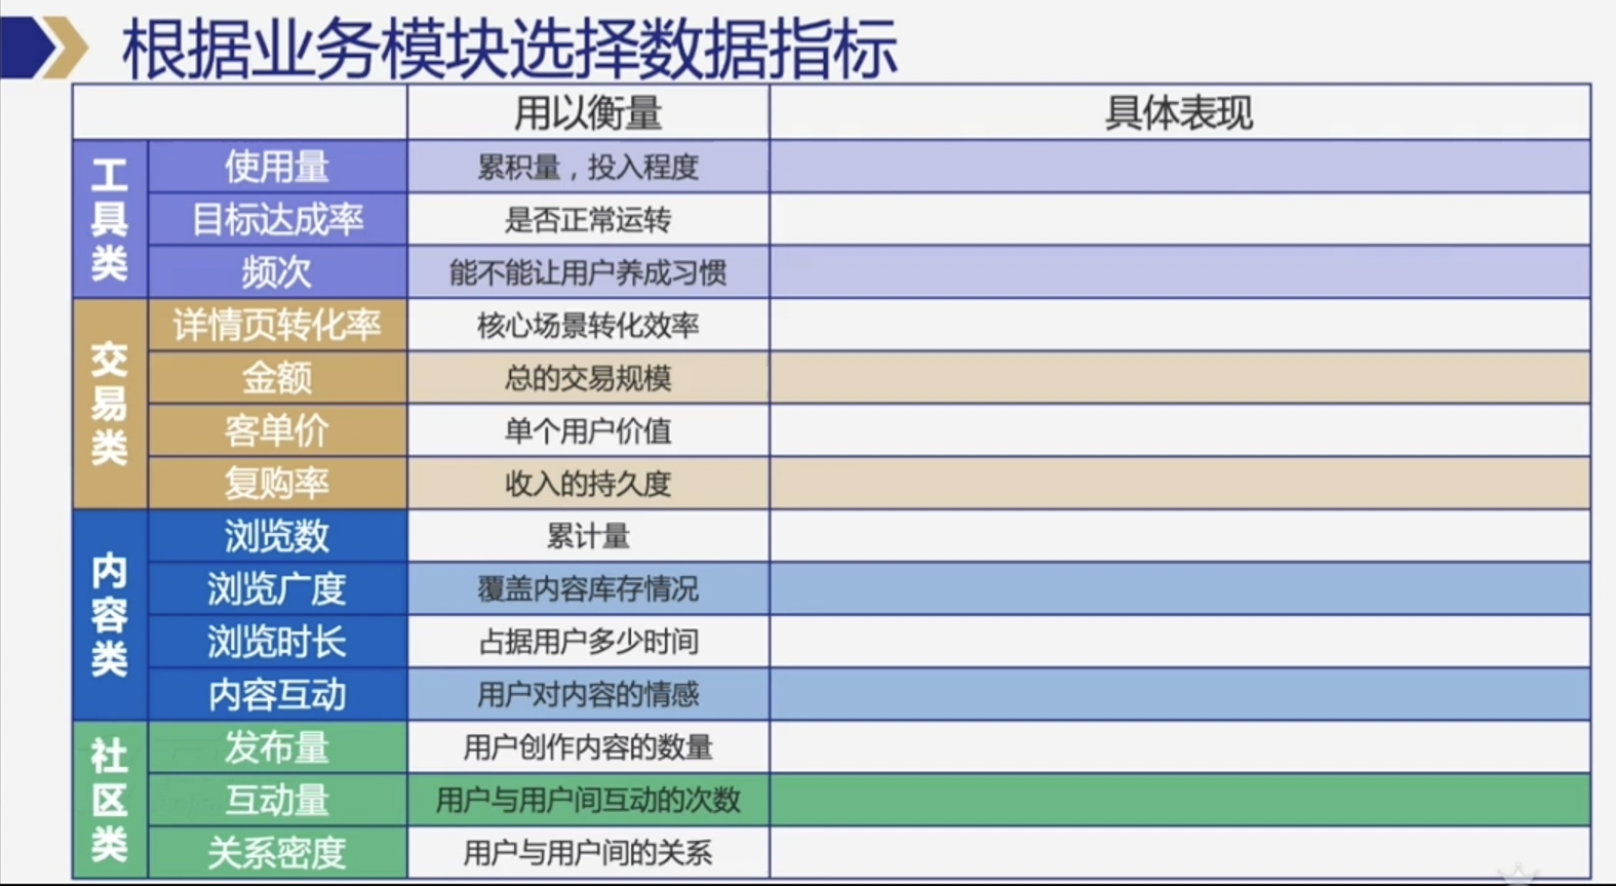 根据业务模块选择数据指标
用以衡量 具体表现
工具类
使用量 累积量，投入程度
目标达成率 是否正常运转
频次 能不能让用户养成习惯
交易类
详情页转化率 核心场景转化效率
金额 总的交易规模
客单价 单个用户价值
复购率 收入的持久度
内容类
浏览数 累计量
浏览广度 覆盖内容库存情况
浏览时长 占据用户多少时间
内容互动 用户对内容的情感
社区类
发布量 用户创作内容的数量
互动量 用户与用户间互动的次数
关系密度 用户与用户间的关系